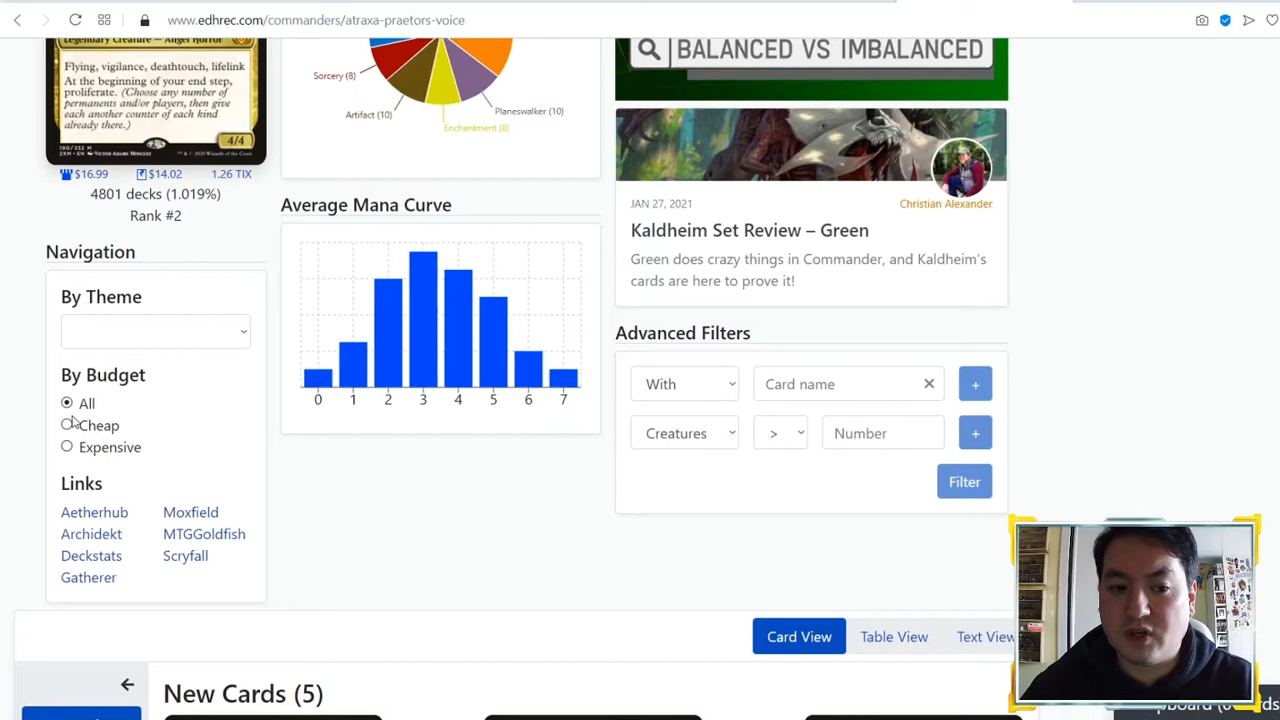 www.edhrec.com/commanders/atraxa-praetors-voice
Legendary Creature — Angel Horror
Flying, vigilance, deathtouch, lifelink
At the beginning of your end step,
proliferate. (Choose any number of
permanents and/or players, then give
each another counter of each kind
already there.)
4/4
$16.99
$14.02
1.26 TIX
4801 decks (1.019%)
Rank #2
Navigation
By Theme
By Budget
All
Cheap
Expensive
Links
Aetherhub
Moxfield
Archidekt
MTGGoldfish
Deckstats
Scryfall
Gatherer
Sorcery (8)
Artifact (10)
Enchantment (8)
Planeswalker (10)
Average Mana Curve
0 1 2 3 4 5 6 7
BALANCED VS IMBALANCED
JAN 27, 2021
Christian Alexander
Kaldheim Set Review – Green
Green does crazy things in Commander, and Kaldheim's
cards are here to prove it!
Advanced Filters
With
Card name
+
Creatures
>
Number
+
Filter
Card View
Table View
Text View
New Cards (5)